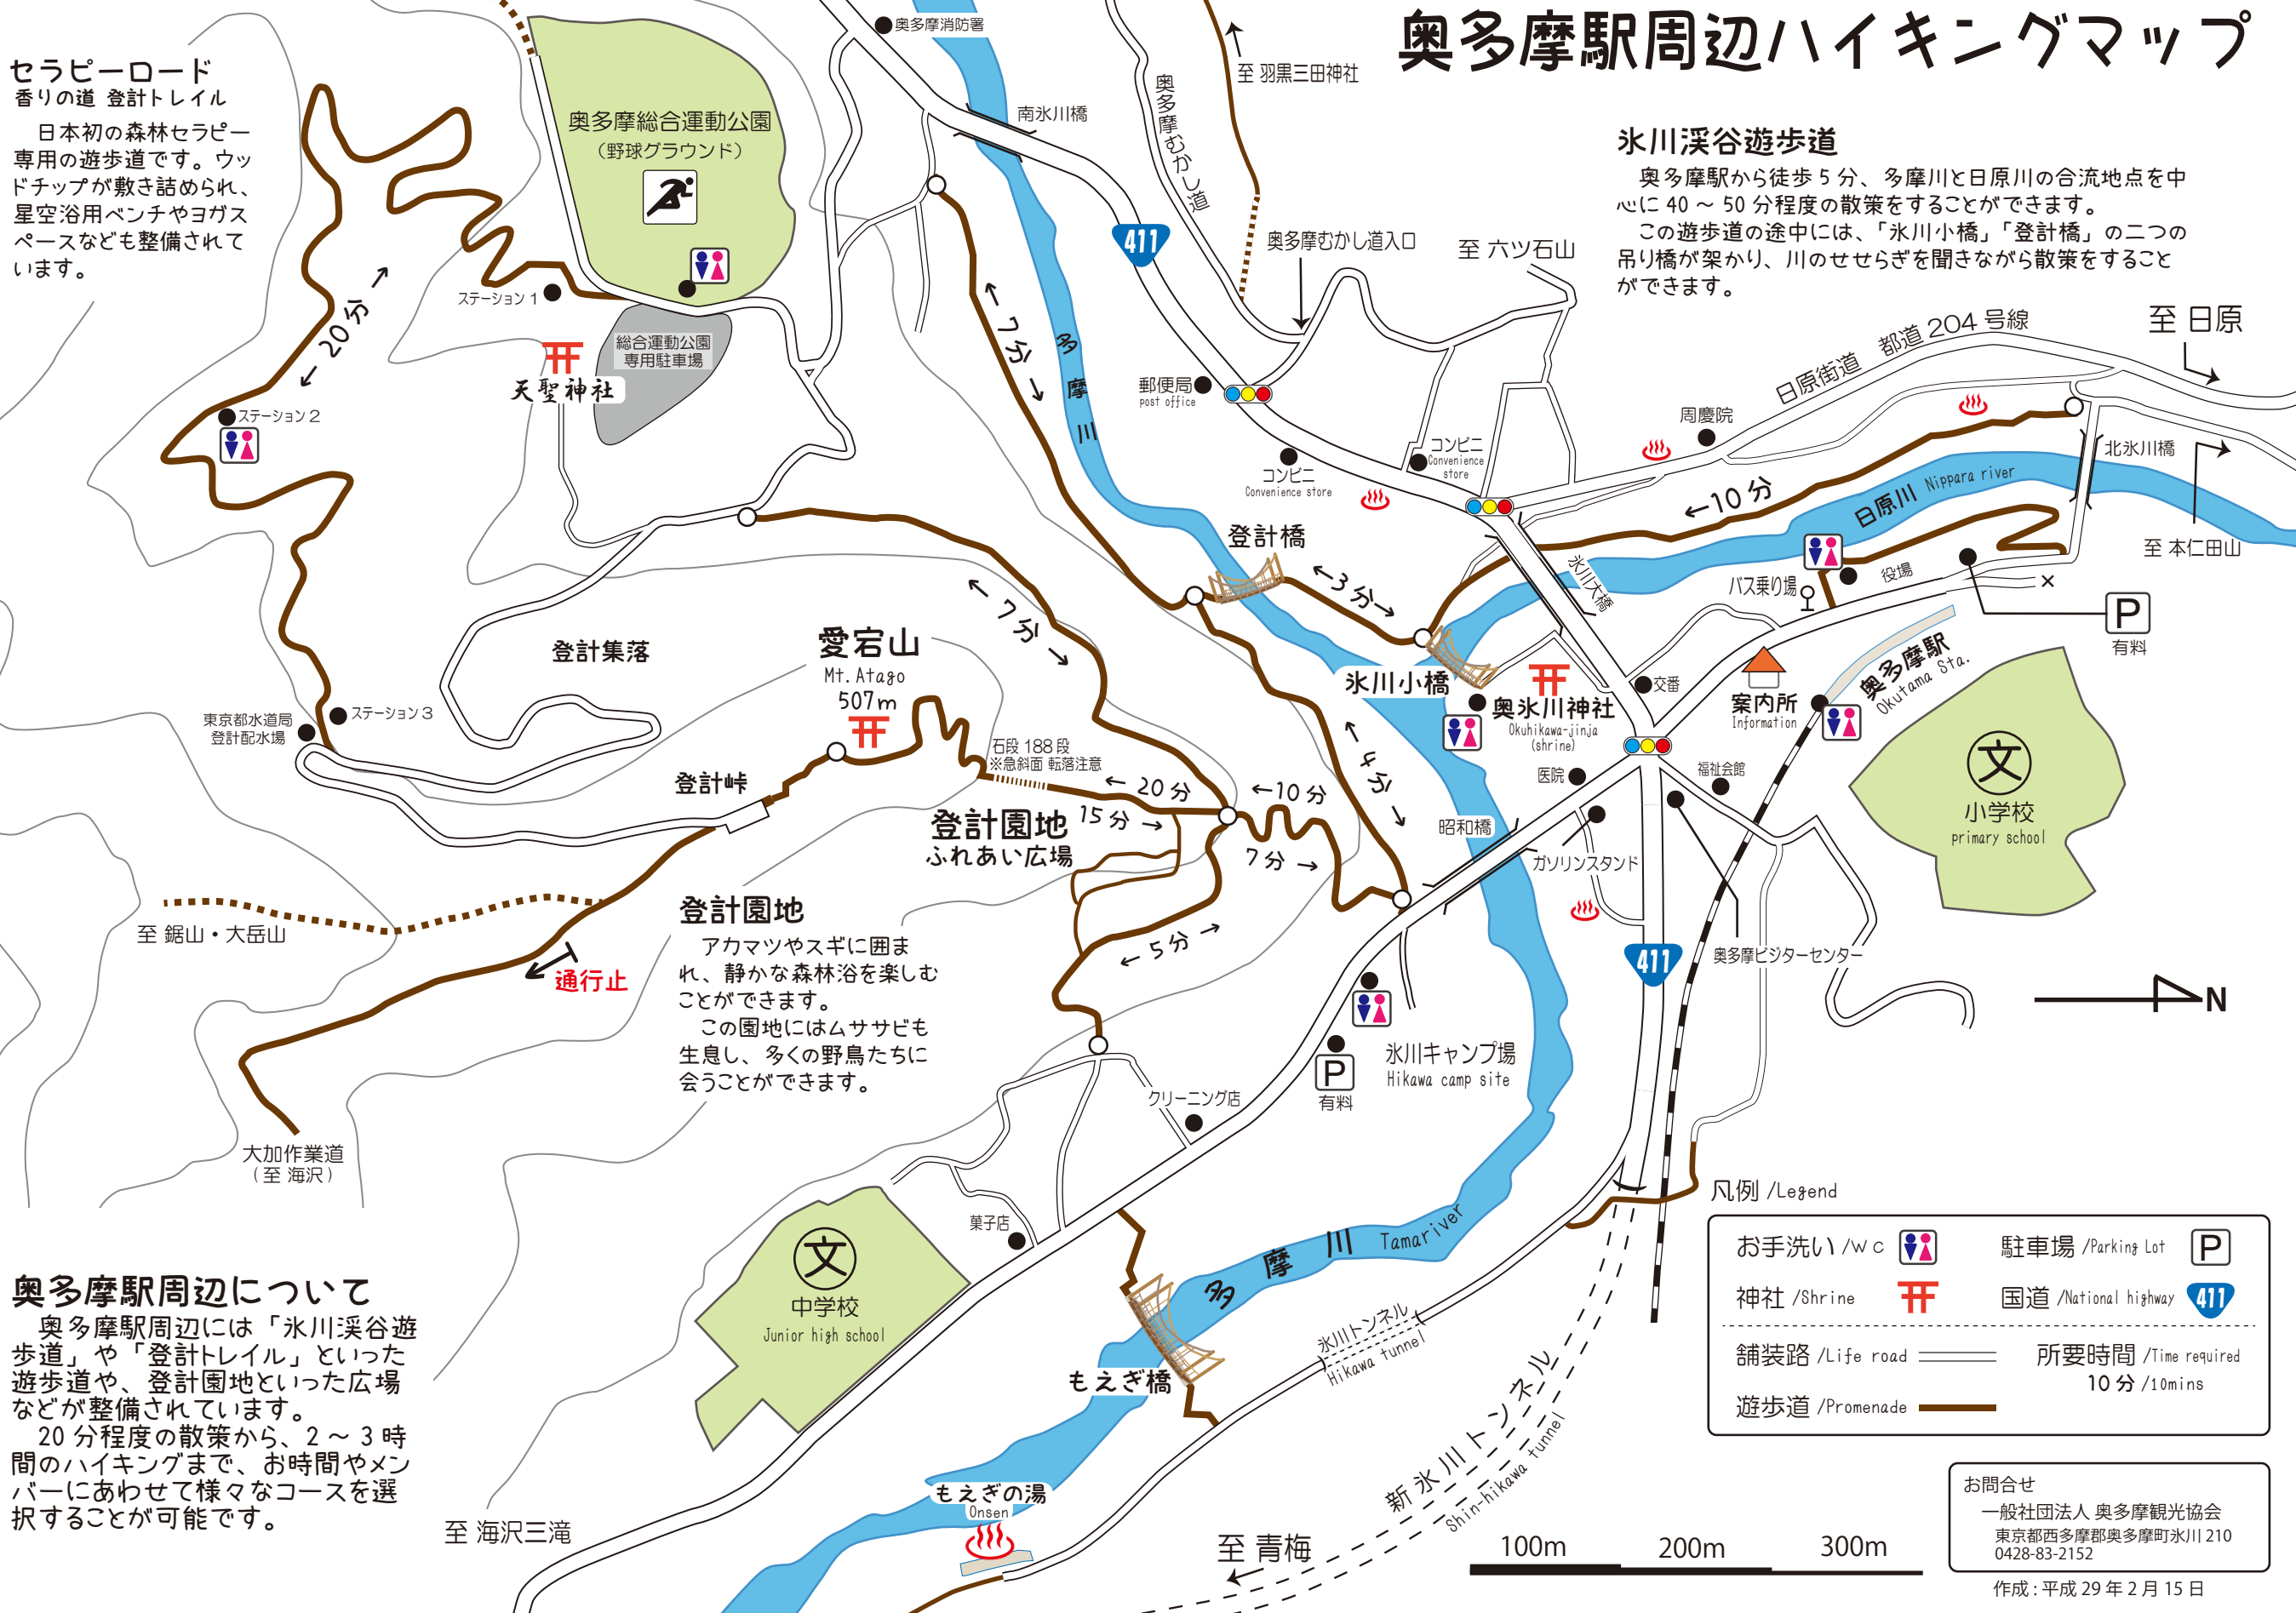 奥多摩駅周辺ハイキングマップ
セラピーロード
香りの道 登計トレイル
日本初の森林セラピー
専用の遊歩道です。ウッ
ドチップが敷き詰められ、
星空浴用ベンチやヨガス
ペースなども整備されて
います。
氷川渓谷遊歩道
奥多摩駅から徒歩 5 分、多摩川と日原川の合流地点を中
心に 40 ～ 50 分程度の散策をすることができます。
この遊歩道の途中には、「氷川小橋」「登計橋」の二つの
吊り橋が架かり、川のせせらぎを聞きながら散策をすること
ができます。
奥多摩消防署
至 羽黒三田神社
奥多摩むかし道
南氷川橋
奥多摩総合運動公園
（野球グラウンド）
411
奥多摩むかし道入口
至 六ツ石山
ステーション 1
← 20分 →
総合運動公園
専用駐車場
天聖神社
← 7分 →
多摩川
郵便局
post office
至 日原
日原街道 都道 204 号線
周慶院
ステーション 2
コンビニ
Convenience store
コンビニ
Convenience
store
北氷川橋
←10 分
日原川 Nippara river
至 本仁田山
登計橋
←3 分→
氷川大橋
バス乗り場
役場
×
P
有料
← 7分 →
登計集落
愛宕山
Mt. Atago
507m
氷川小橋
奥氷川神社
Okuhikawa-jinja
(shrine)
交番
案内所
Information
奥多摩駅
Okutama Sta.
東京都水道局
登計配水場
ステーション 3
石段 188 段
※急斜面 転落注意
登計峠
← 20 分
15 分 →
←10 分
7 分 →
← 4分 →
医院
福祉会館
文
小学校
primary school
登計園地
ふれあい広場
昭和橋
ガソリンスタンド
登計園地
アカマツやスギに囲ま
れ、静かな森林浴を楽しむ
ことができます。
この園地にはムササビも
生息し、多くの野鳥たちに
会うことができます。
← 5 分 →
至 鋸山・大岳山
通行止
411
奥多摩ビジターセンター
N
氷川キャンプ場
Hikawa camp site
P
有料
クリーニング店
大加作業道
（至 海沢）
菓子店
文
中学校
Junior high school
多摩川 Tamariver
奥多摩駅周辺について
奥多摩駅周辺には「氷川渓谷遊
歩道」や「登計トレイル」といった
遊歩道や、登計園地といった広場
などが整備されています。
20 分程度の散策から、2 ～ 3 時
間のハイキングまで、お時間やメン
バーにあわせて様々なコースを選
択することが可能です。
もえぎ橋
氷川トンネル
Hikawa tunnel
新氷川トンネル
Shin-hikawa tunnel
もえぎの湯
Onsen
至 海沢三滝
至 青梅
凡例 /Legend
お手洗い /W C
駐車場 /Parking Lot P
神社 /Shrine
国道 /National highway 411
舗装路 /Life road
所要時間 /Time required
10 分 /10mins
遊歩道 /Promenade
100m 200m 300m
お問合せ
一般社団法人 奥多摩観光協会
東京都西多摩郡奥多摩町氷川 210
0428-83-2152
作成 : 平成 29 年 2 月 15 日